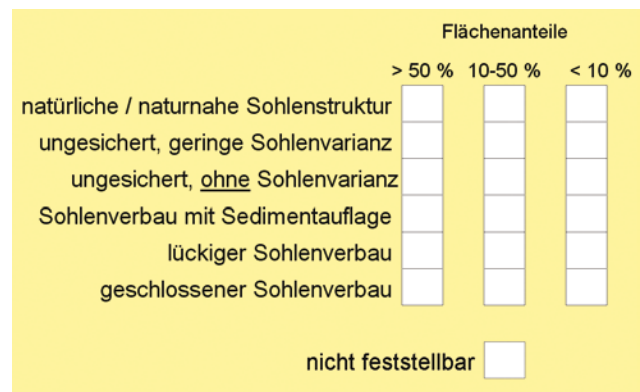 Flächenanteile
> 50 % 10-50 % < 10 %
natürliche / naturnahe Sohlenstruktur
ungesichert, geringe Sohlenvarianz
ungesichert, ohne Sohlenvarianz
Sohlenverbau mit Sedimentauflage
lückiger Sohlenverbau
geschlossener Sohlenverbau
nicht feststellbar